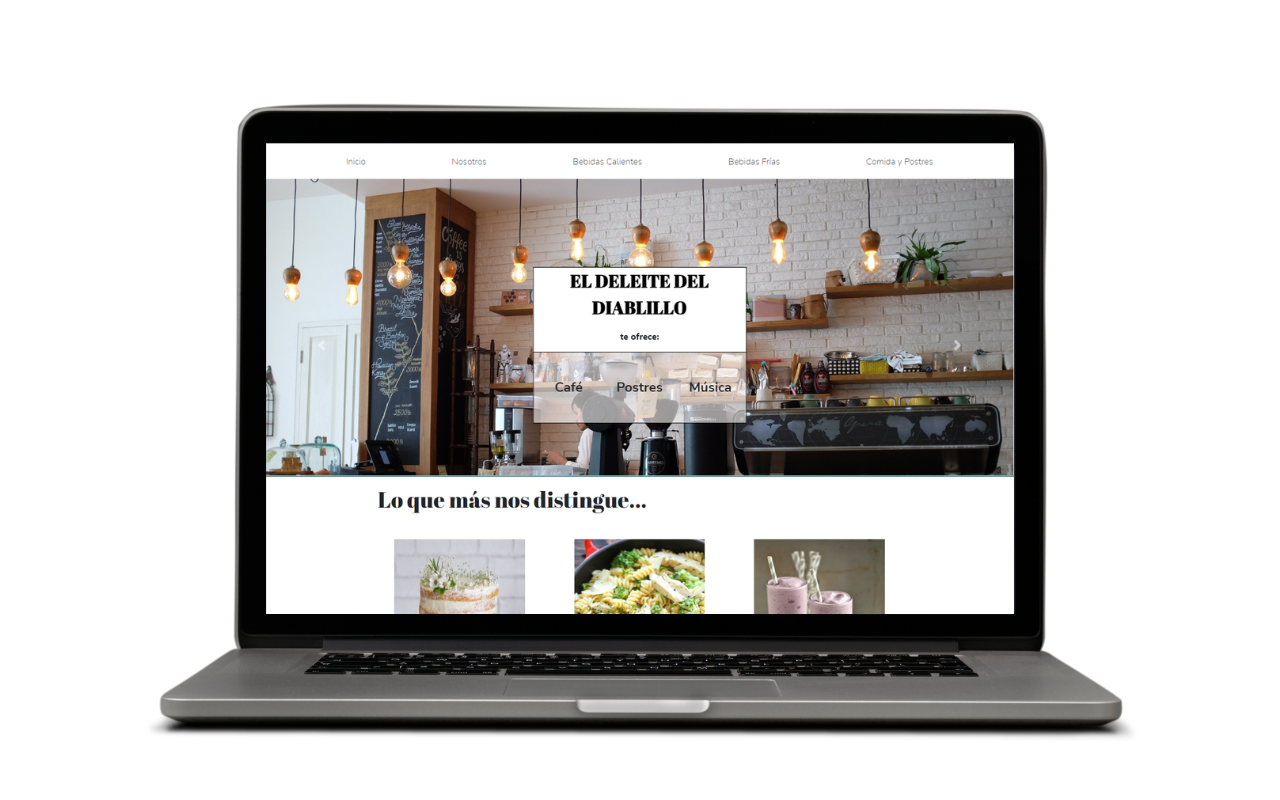 Inicio Nosotros Bebidas Calientes Bebidas Frías Comida y Postres
Coffee
EL DELEITE DEL
DIABLILLO
te ofrece:
Café Postres Música
Lo que más nos distingue...